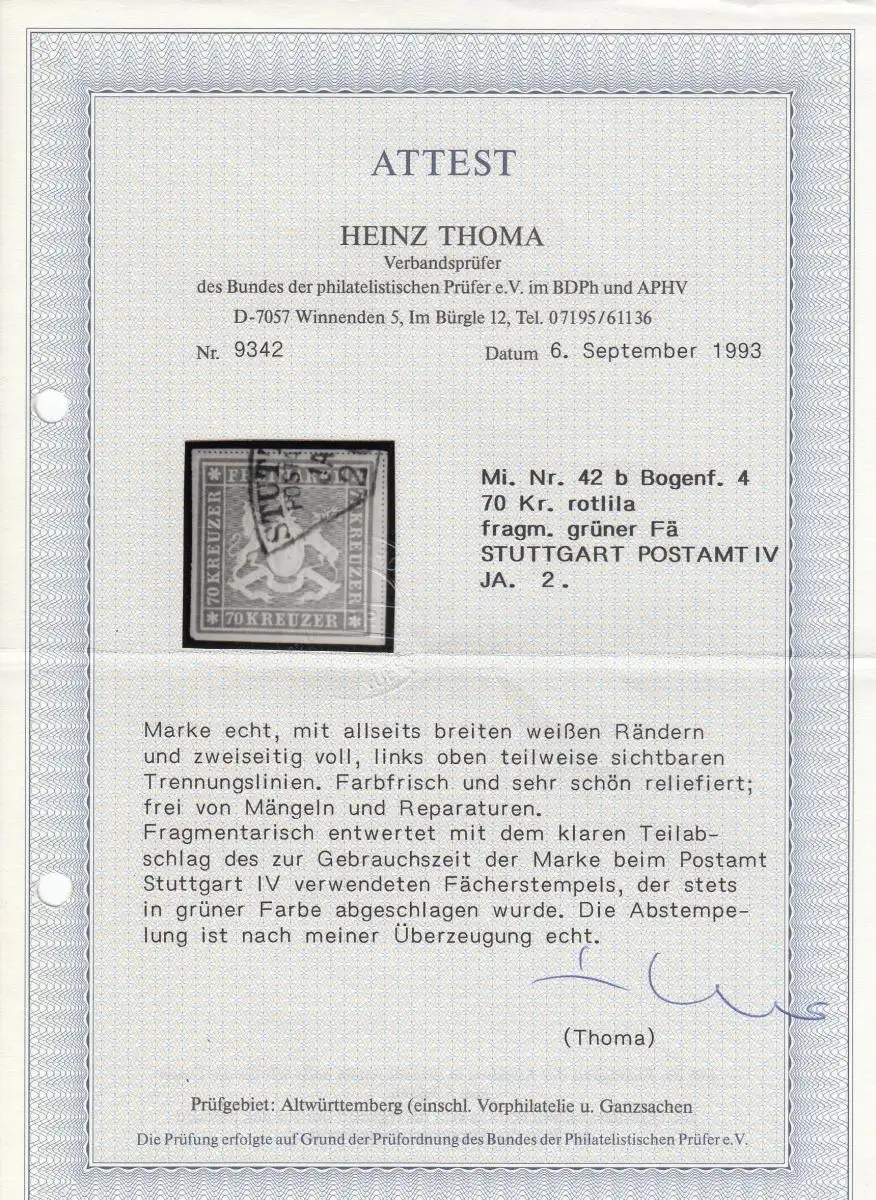 ATTEST
HEINZ THOMA
Verbandsprüfer
des Bundes der philatelistischen Prüfer e.V. im BDPh und APHV
D-7057 Winnenden 5, Im Bürgle 12, Tel. 07195/61136
Nr. 9342 Datum 6. September 1993
STUT
POSTA
JA
2
70 KREUZER
FR
KREUZER
70 KREUZER
Mi. Nr. 42 b Bogenf. 4
70 Kr. rotlila
fragm. grüner Fä
STUTTGART POSTAMT IV
JA. 2.
Marke echt, mit allseits breiten weißen Rändern
und zweiseitig voll, links oben teilweise sichtbaren
Trennungslinien. Farbfrisch und sehr schön reliefiert;
frei von Mängeln und Reparaturen.
Fragmentarisch entwertet mit dem klaren Teilab-
schlag des zur Gebrauchszeit der Marke beim Postamt
Stuttgart IV verwendeten Fächerstempels, der stets
in grüner Farbe abgeschlagen wurde. Die Abstempe-
lung ist nach meiner Überzeugung echt.
(Thoma)
Prüfgebiet: Altwürttemberg (einschl. Vorphilatelie u. Ganzsachen
Die Prüfung erfolgte auf Grund der Prüfordnung des Bundes der Philatelistischen Prüfer e.V.